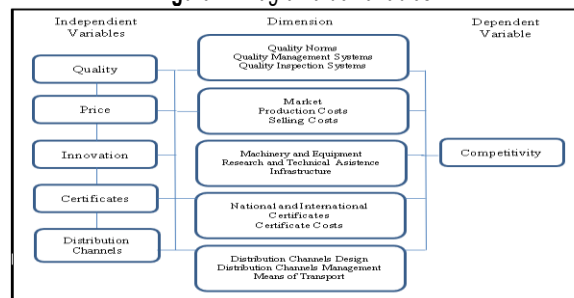 Independent
Variables
Dimension
Dependent
Variable
Quality
Price
Innovation
Certificates
Distribution
Channels
Quality Norms
Quality Management Systems
Quality Inspection Systems
Market
Production Costs
Selling Costs
Machinery and Equipment
Research and Technical Asistence
Infrastructure
National and International
Certificates
Certificate Costs
Distribution Channels Design
Distribution Channels Management
Means of Transport
Competitivity